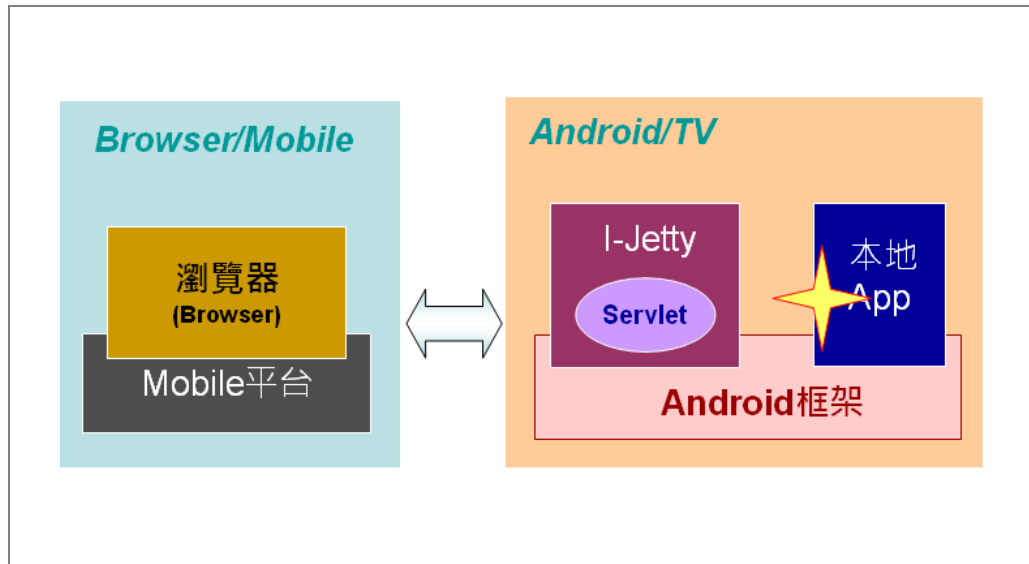 Browser/Mobile
瀏覽器
(Browser)
Mobile平台
Android/TV
I-Jetty
Servlet
本地
App
Android框架